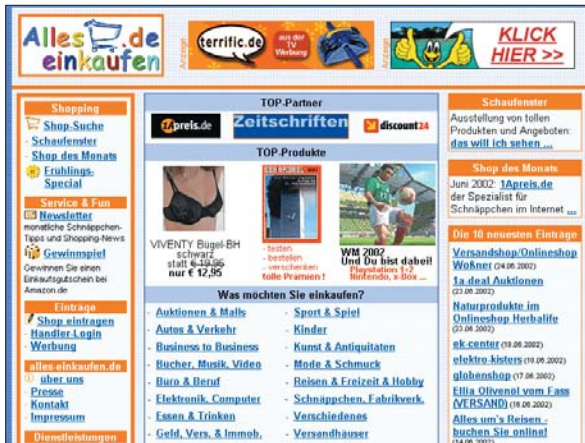 Alles .de
einkaufen
Anzeige
terrific.de
aus der
TV
Werbung
Anzeige
KLICK
HIER >>
Shopping
Shop-Suche
- Schaufenster
- Shop des Monats
Frühlings-
Special
Service & Fun
Newsletter
monatliche Schnäppchen-
Tipps und Shopping-News
Gewinnspiel
Gewinnen Sie einen
Einkaufsgutschein bei
Amazon.de
Einträge
Shop eintragen
- Händler-Login
- Werbung
alles-einkaufen.de
über uns
- Presse
- Kontakt
- Impressum
Dienstleistungen
TOP-Partner
1Apreis.de
Zeitschriften
discount24
TOP-Produkte
VIVENTY Bügel-BH
schwarz
statt € 19,95
nur € 12,95
- testen
- bestellen
- verschenken
tolle Prämien !
WM 2002
Und Du bist dabei!
Playstation 1+2
Nintendo, x-Box ...
Was möchten Sie einkaufen?
- Auktionen & Malls
- Autos & Verkehr
- Business to Business
- Bücher, Musik, Video
- Büro & Beruf
- Elektronik, Computer
- Essen & Trinken
- Geld, Vers. & Immob.
- Sport & Spiel
- Kinder
- Kunst & Antiquitäten
- Mode & Schmuck
- Reisen & Freizeit & Hobby
- Schnäppchen, Fabrikverk.
- Verschiedenes
- Versandhäuser
Schaufenster
Ausstellung von tollen
Produkten und Angeboten:
das will ich sehen ...
Shop des Monats
Juni 2002: 1Apreis.de
der Spezialist für
Schnäppchen im Internet ...
Die 10 neuesten Einträge
Versandshop/Onlineshop
Woßner (24.06.2002)
1a deal Auktionen
(23.06.2002)
Naturprodukte im
Onlineshop Herbalife
(23.06.2002)
ek-center (18.06.2002)
elektro-kisters (18.06.2002)
globenshop (17.06.2002)
Ellia Olivenöl vom Fass
(VERSAND) (16.06.2002)
Alles um's Reisen -
buchen Sie online!
(14.06.2002)